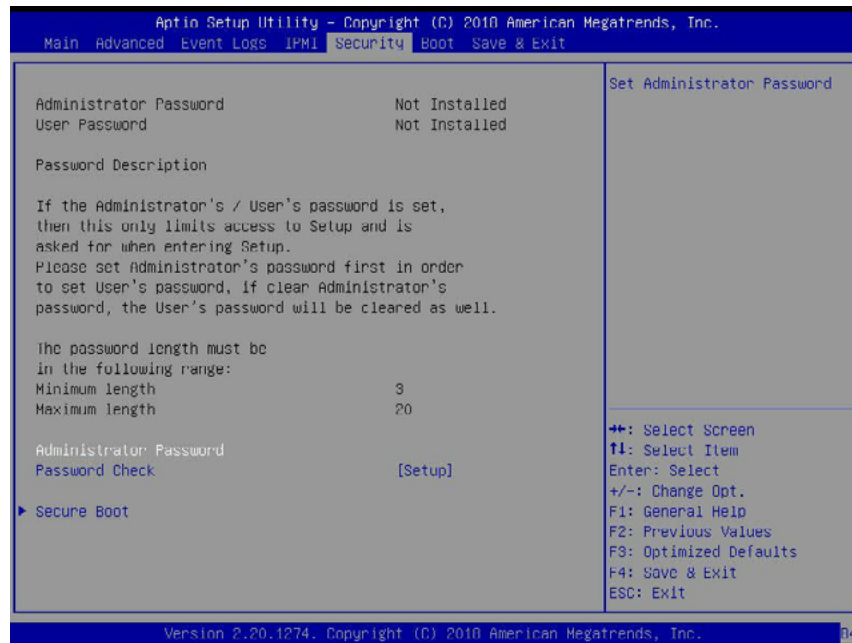 Aptio Setup Utility – Copyright (C) 2018 American Megatrends, Inc.
Main Advanced Event Logs IPMI Security Boot Save & Exit
Administrator Password Not Installed
User Password Not Installed
Password Description
If the Administrator's / User's password is set,
then this only limits access to Setup and is
asked for when entering Setup.
Please set Administrator's password first in order
to set User's password, if clear Administrator's
password, the User's password will be cleared as well.
The password length must be
in the following range:
Minimum length 3
Maximum length 20
Administrator Password
Password Check [Setup]
Secure Boot
Set Administrator Password
→←: Select Screen
↑↓: Select Item
Enter: Select
+/-: Change Opt.
F1: General Help
F2: Previous Values
F3: Optimized Defaults
F4: Save & Exit
ESC: Exit
Version 2.20.1274. Copyright (C) 2018 American Megatrends, Inc.